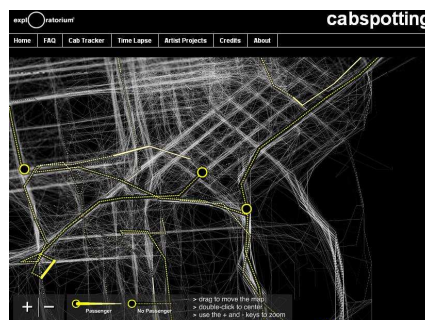 expl ratorium
cabspotting
Home FAQ Cab Tracker Time Lapse Artist Projects Credits About
+ −
Passenger No Passenger
> drag to move the map
> double-click to center
> use the + and - keys to zoom